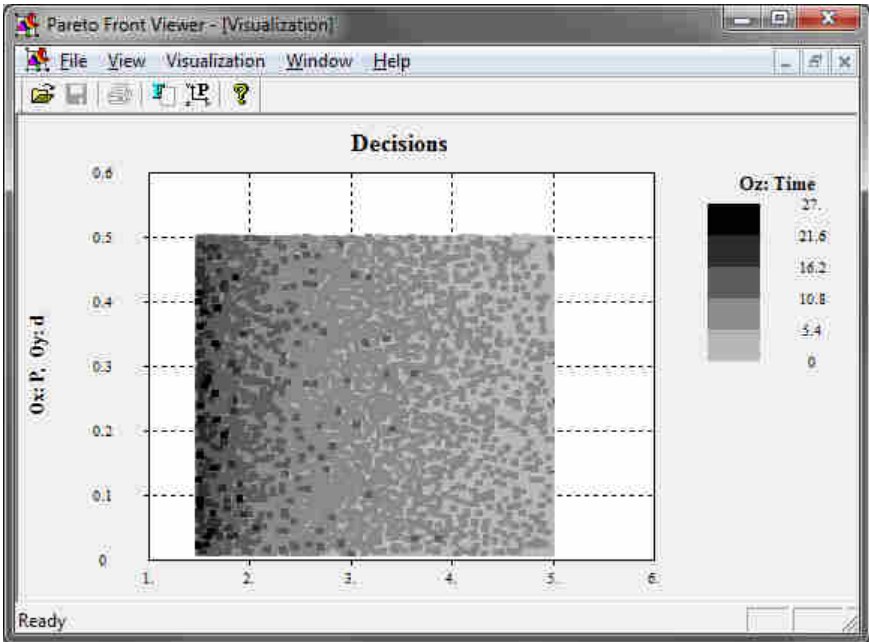 Pareto Front Viewer - [Visualization]
File View Visualization Window Help
Decisions
Ox: P, Oy: d
0.6
0.5
0.4
0.3
0.2
0.1
0
1. 2. 3. 4. 5. 6.
Oz: Time
27.
21.6
16.2
10.8
5.4
0
Ready